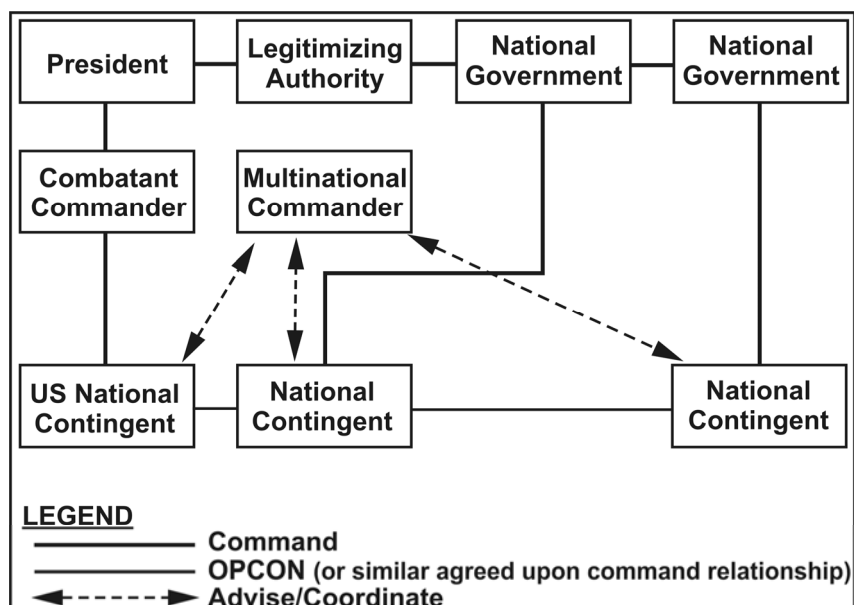 President
Legitimizing
Authority
National
Government
National
Government
Combatant
Commander
Multinational
Commander
US National
Contingent
National
Contingent
National
Contingent
LEGEND
Command
OPCON (or similar agreed upon command relationship)
Advise/Coordinate